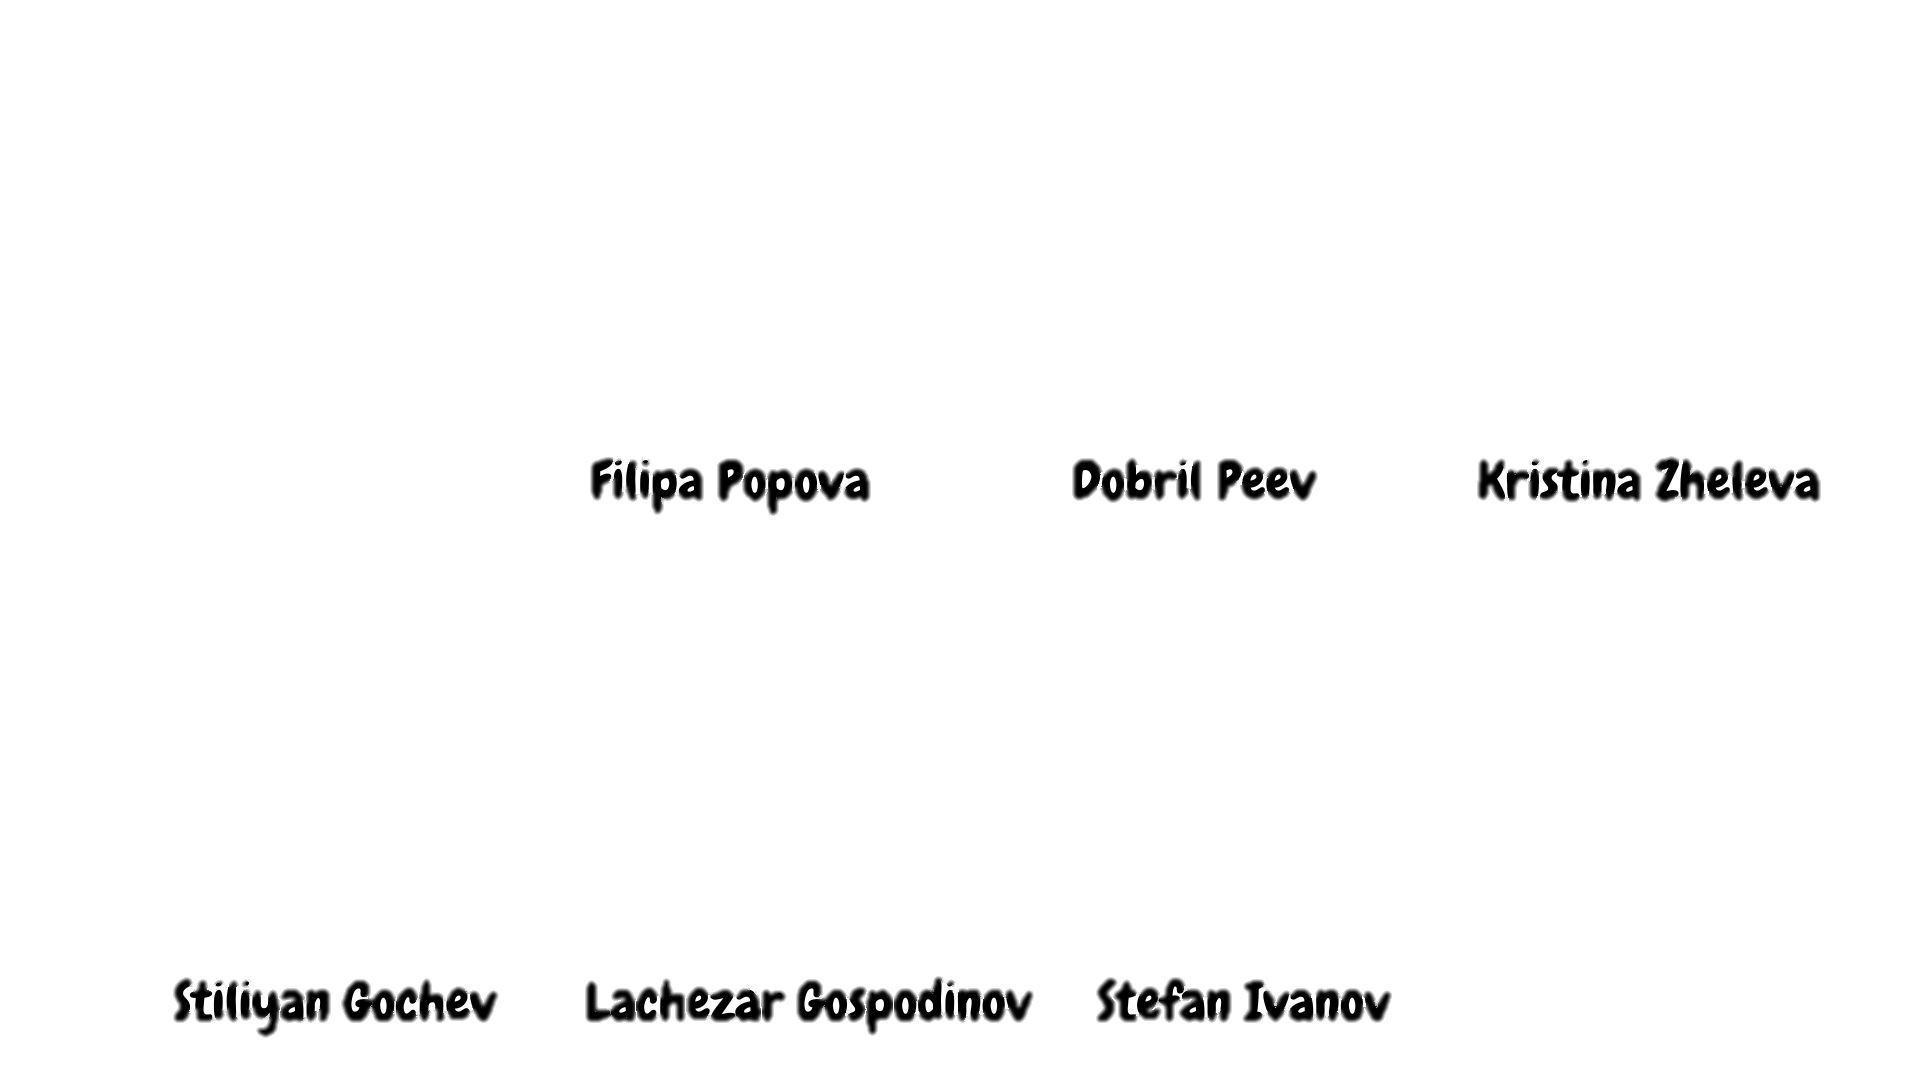 Filipa Popova Dobril Peev Kristina Zheleva
Stiliyan Gochev Lachezar Gospodinov Stefan Ivanov